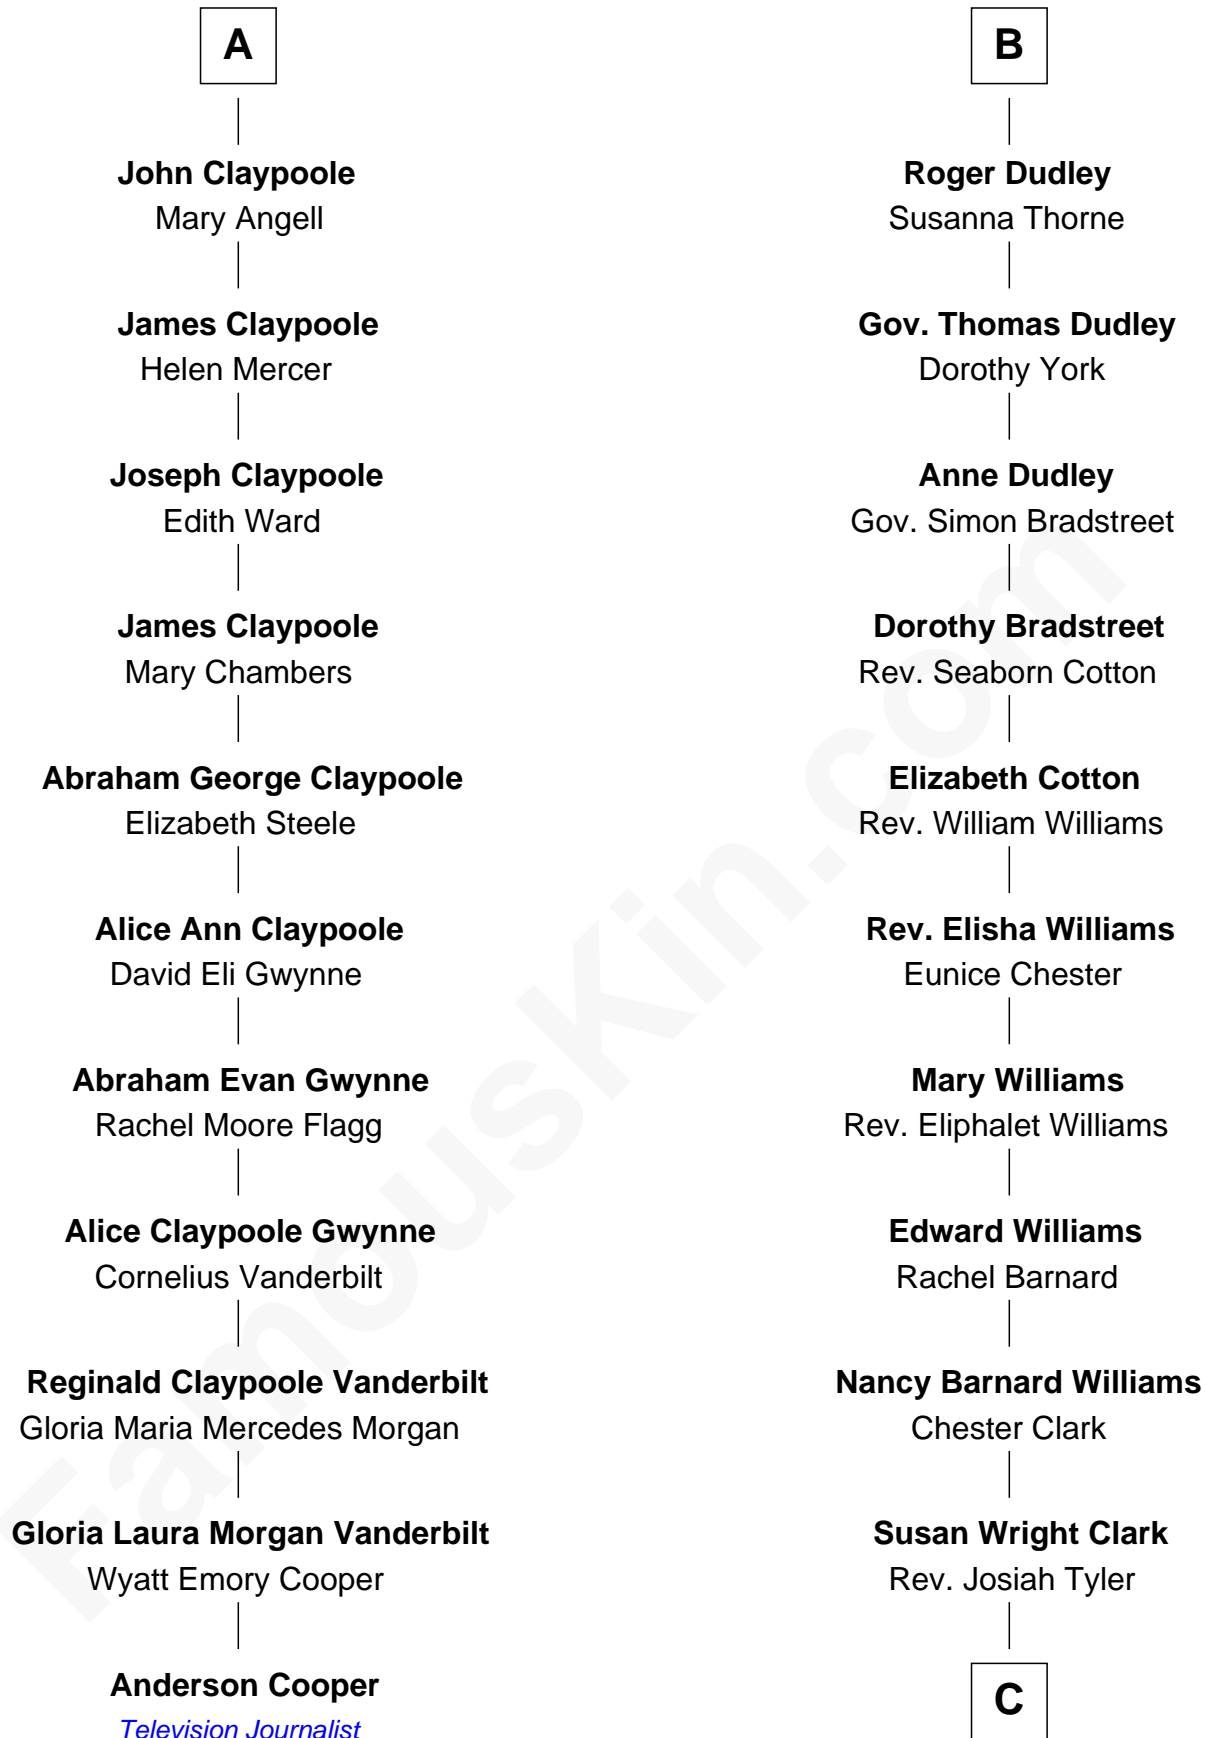 A
John Claypoole
Mary Angell
James Claypoole
Helen Mercer
Joseph Claypoole
Edith Ward
James Claypoole
Mary Chambers
Abraham George Claypoole
Elizabeth Steele
Alice Ann Claypoole
David Eli Gwynne
Abraham Evan Gwynne
Rachel Moore Flagg
Alice Claypoole Gwynne
Cornelius Vanderbilt
Reginald Claypoole Vanderbilt
Gloria Maria Mercedes Morgan
Gloria Laura Morgan Vanderbilt
Wyatt Emory Cooper
Anderson Cooper
Television Journalist
B
Roger Dudley
Susanna Thorne
Gov. Thomas Dudley
Dorothy York
Anne Dudley
Gov. Simon Bradstreet
Dorothy Bradstreet
Rev. Seaborn Cotton
Elizabeth Cotton
Rev. William Williams
Rev. Elisha Williams
Eunice Chester
Mary Williams
Rev. Eliphalet Williams
Edward Williams
Rachel Barnard
Nancy Barnard Williams
Chester Clark
Susan Wright Clark
Rev. Josiah Tyler
C
FamousKin.com